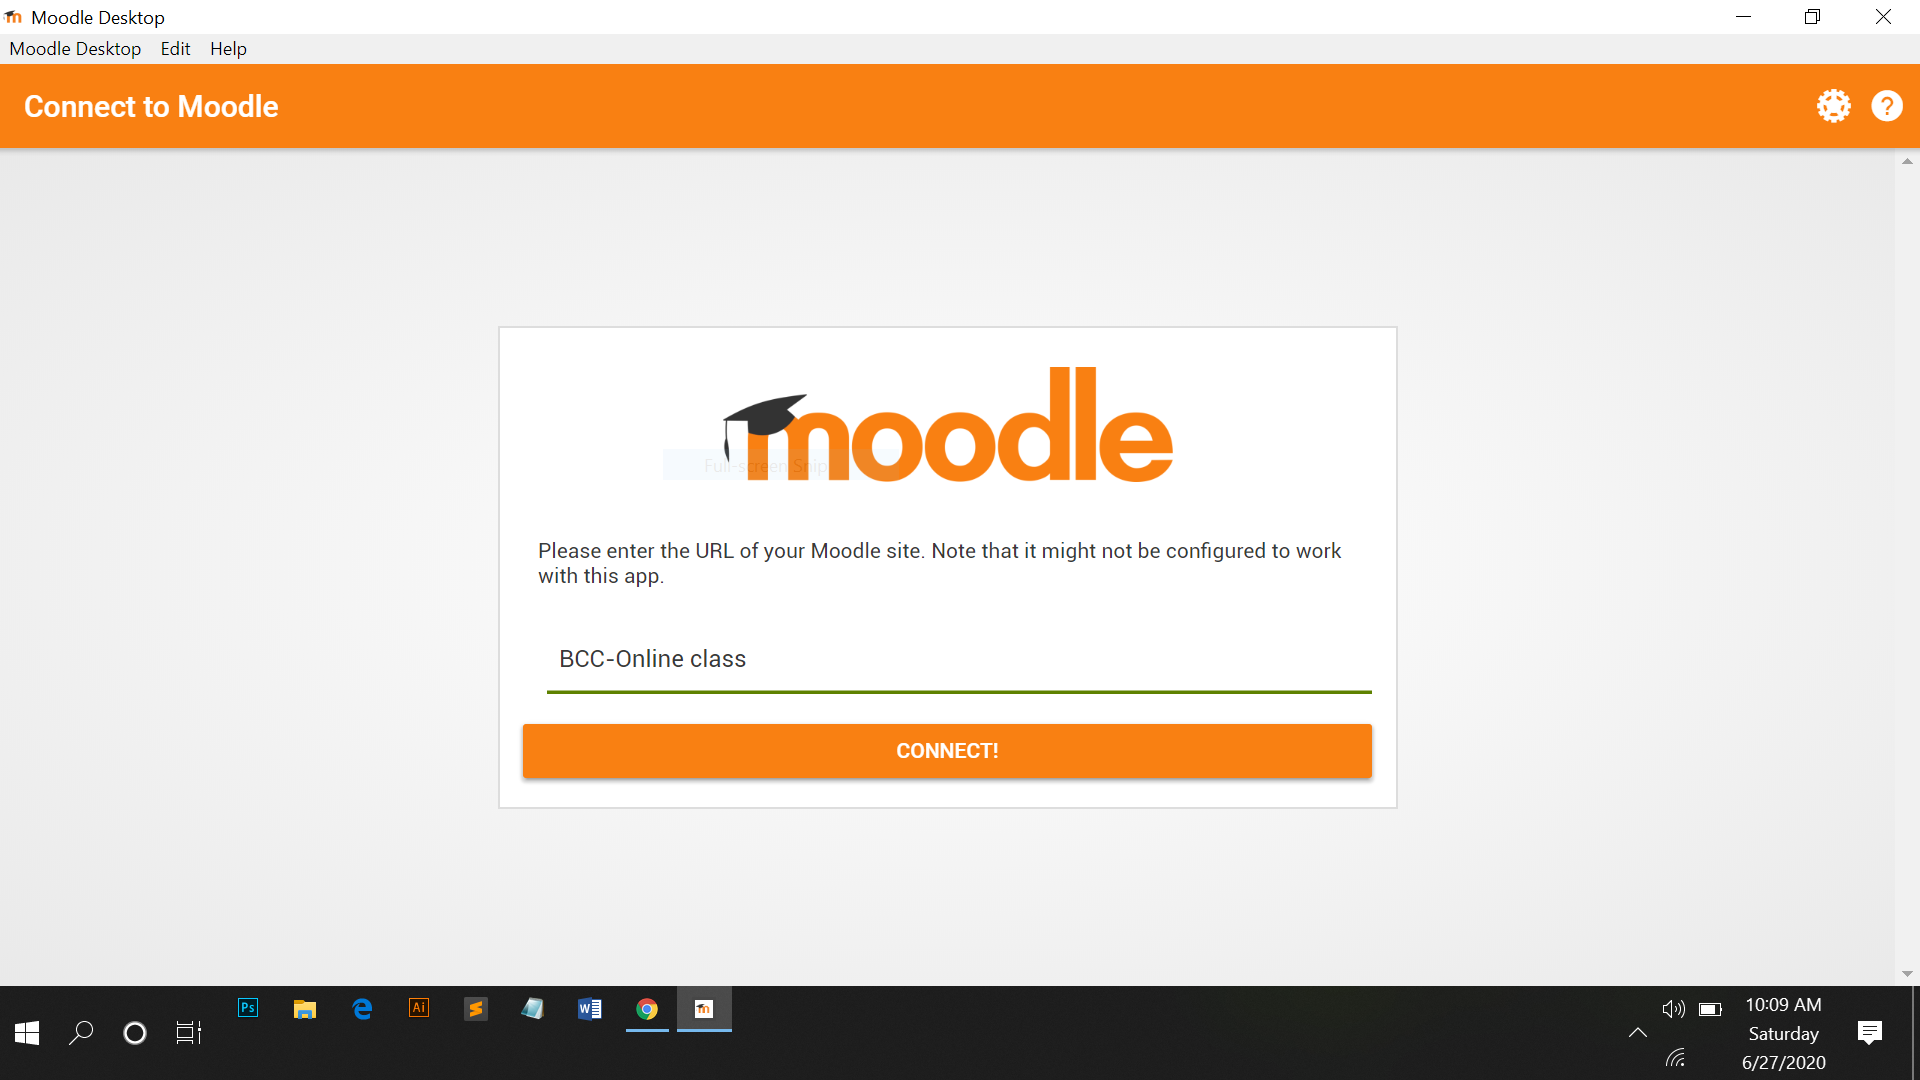 Moodle Desktop
Moodle Desktop Edit Help
Connect to Moodle
?
moodle
Full-screen Snip
Please enter the URL of your Moodle site. Note that it might not be configured to work
with this app.
BCC-Online class
CONNECT!
Ps
Ai
W
m
10:09 AM
Saturday
6/27/2020